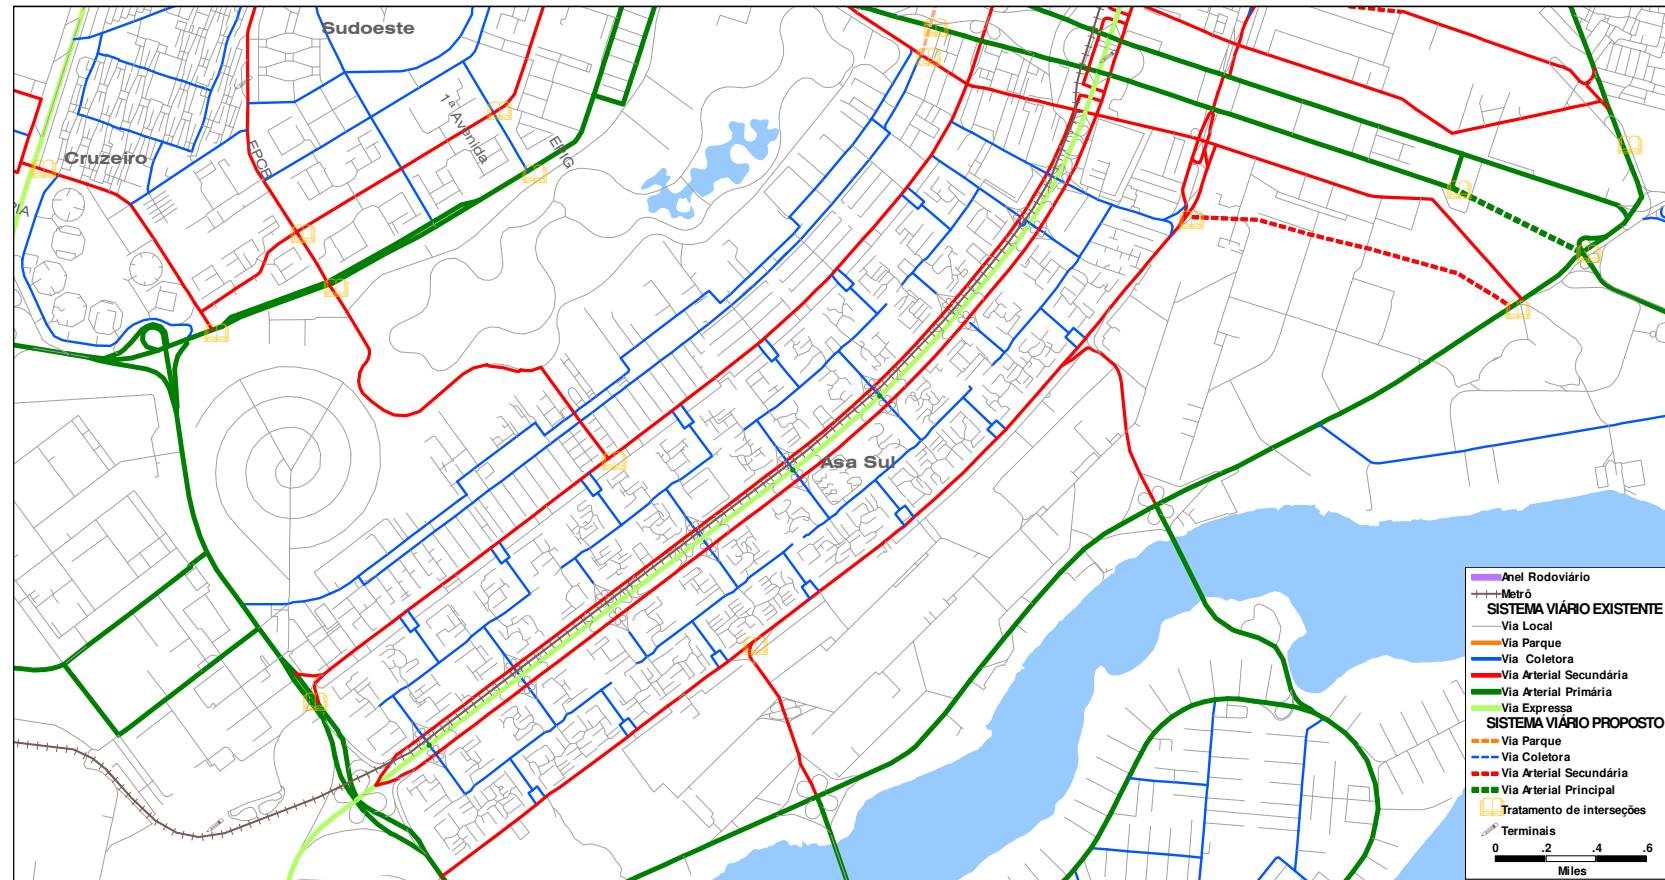 Sudoeste
1ª Avenida
EPIG
EPCB
Cruzeiro
PIA
Asa Sul
Anel Rodoviário
Metrô
SISTEMA VIÁRIO EXISTENTE
Via Local
Via Parque
Via Coletora
Via Arterial Secundária
Via Arterial Primária
Via Expressa
SISTEMA VIÁRIO PROPOSTO
Via Parque
Via Coletora
Via Arterial Secundária
Via Arterial Principal
Tratamento de interseções
Terminais
0 .2 .4 .6
Miles